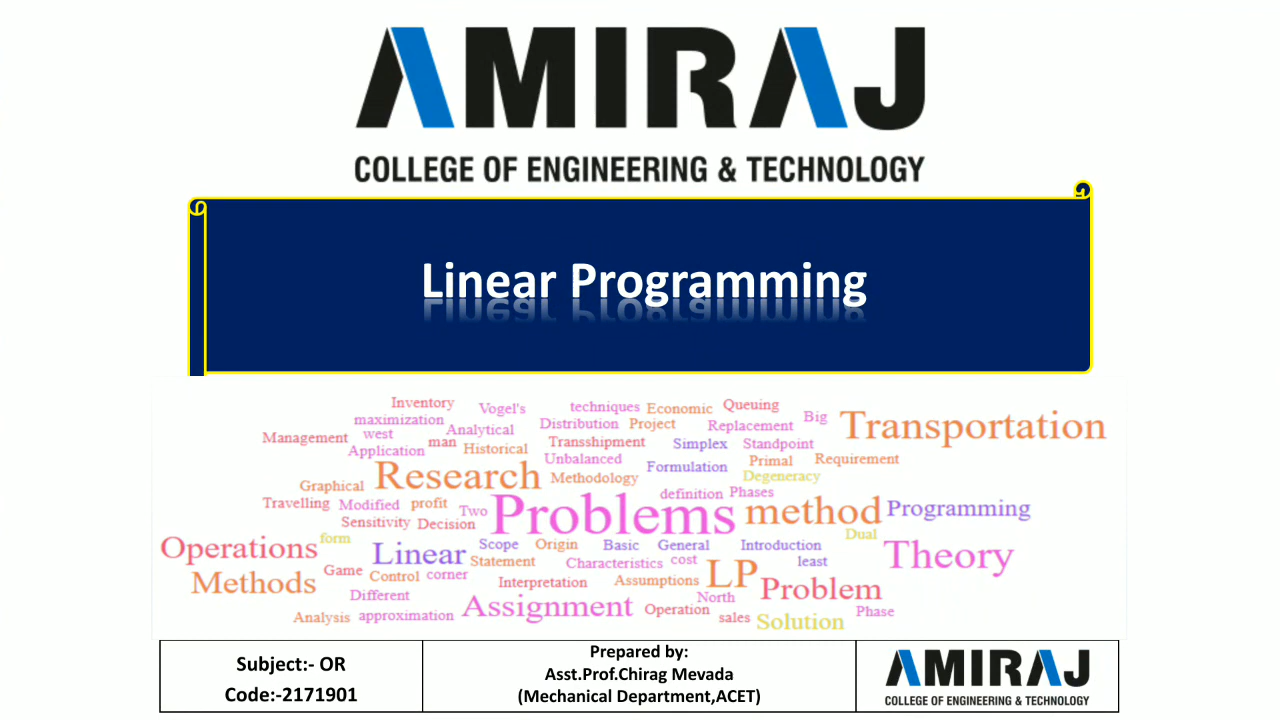 AMIRAJ
COLLEGE OF ENGINEERING & TECHNOLOGY
Linear Programming
Inventory Vogel's techniques Economic Queuing
maximization Analytical Distribution Project Replacement Big Transportation
Management west man Historical Transshipment Simplex Standpoint
Application Unbalanced Formulation Primal Requirement
Graphical Research Methodology Degeneracy
Travelling Modified profit Two Problems definition Phases method Programming
Sensitivity Decision Dual
Operations form Linear Scope Origin Basic General Introduction Theory
Statement Characteristics cost least
Methods Game Control corner Interpretation Assumptions LP Problem
Different Assignment North
Analysis approximation Operation sales Solution Phase
Subject:- OR
Code:-2171901
Prepared by:
Asst.Prof.Chirag Mevada
(Mechanical Department,ACET)
AMIRAJ
COLLEGE OF ENGINEERING & TECHNOLOGY